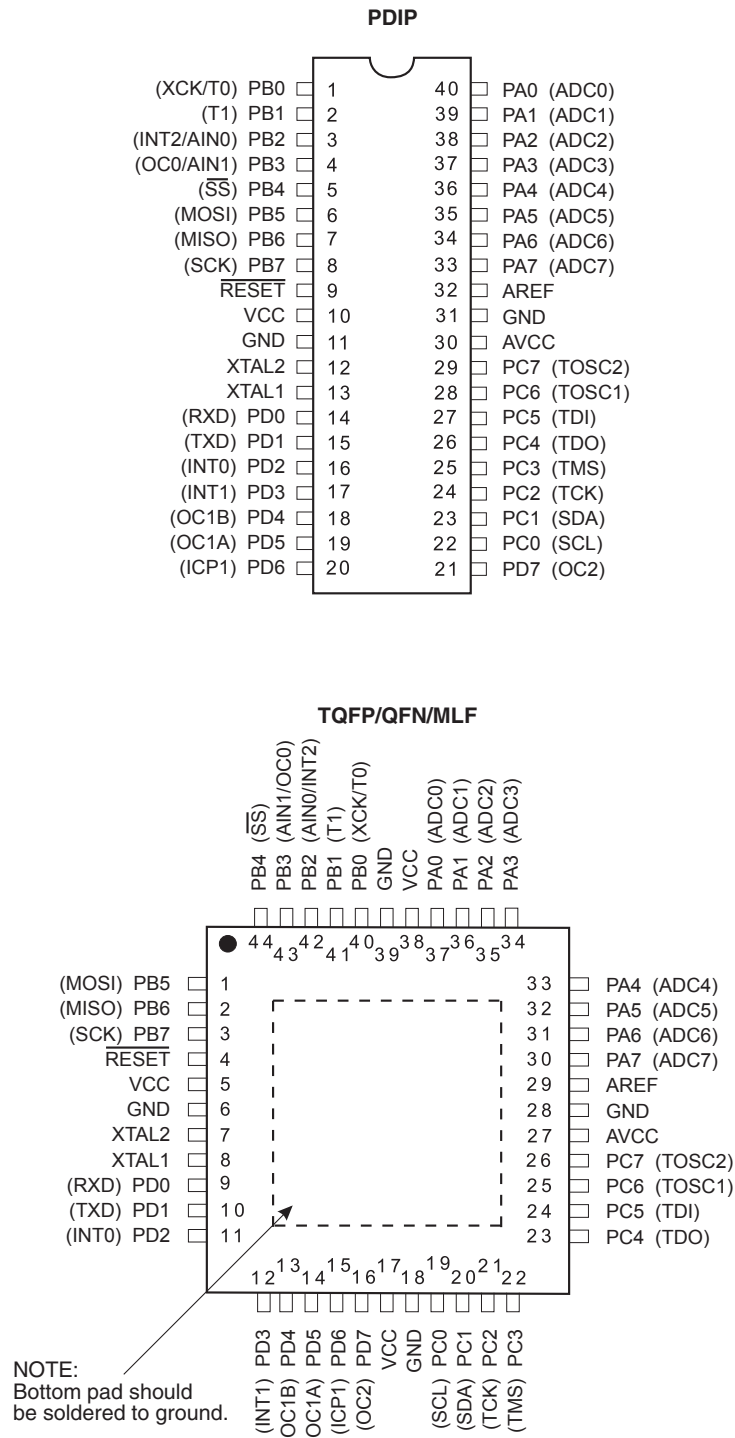 PDIP
(XCK/T0) PB0 1 40 PA0 (ADC0)
(T1) PB1 2 39 PA1 (ADC1)
(INT2/AIN0) PB2 3 38 PA2 (ADC2)
(OC0/AIN1) PB3 4 37 PA3 (ADC3)
(SS) PB4 5 36 PA4 (ADC4)
(MOSI) PB5 6 35 PA5 (ADC5)
(MISO) PB6 7 34 PA6 (ADC6)
(SCK) PB7 8 33 PA7 (ADC7)
RESET 9 32 AREF
VCC 10 31 GND
GND 11 30 AVCC
XTAL2 12 29 PC7 (TOSC2)
XTAL1 13 28 PC6 (TOSC1)
(RXD) PD0 14 27 PC5 (TDI)
(TXD) PD1 15 26 PC4 (TDO)
(INT0) PD2 16 25 PC3 (TMS)
(INT1) PD3 17 24 PC2 (TCK)
(OC1B) PD4 18 23 PC1 (SDA)
(OC1A) PD5 19 22 PC0 (SCL)
(ICP1) PD6 20 21 PD7 (OC2)
TQFP/QFN/MLF
PB4 (SS)
PB3 (AIN1/OC0)
PB2 (AIN0/INT2)
PB1 (T1)
PB0 (XCK/T0)
GND
VCC
PA0 (ADC0)
PA1 (ADC1)
PA2 (ADC2)
PA3 (ADC3)
44 43 42 41 40 39 38 37 36 35 34
(MOSI) PB5 1 33 PA4 (ADC4)
(MISO) PB6 2 32 PA5 (ADC5)
(SCK) PB7 3 31 PA6 (ADC6)
RESET 4 30 PA7 (ADC7)
VCC 5 29 AREF
GND 6 28 GND
XTAL2 7 27 AVCC
XTAL1 8 26 PC7 (TOSC2)
(RXD) PD0 9 25 PC6 (TOSC1)
(TXD) PD1 10 24 PC5 (TDI)
(INT0) PD2 11 23 PC4 (TDO)
12 13 14 15 16 17 18 19 20 21 22
(INT1) PD3
OC1B) PD4
OC1A) PD5
(ICP1) PD6
(OC2) PD7
VCC
GND
(SCL) PC0
(SDA) PC1
(TCK) PC2
(TMS) PC3
NOTE:
Bottom pad should
be soldered to ground.